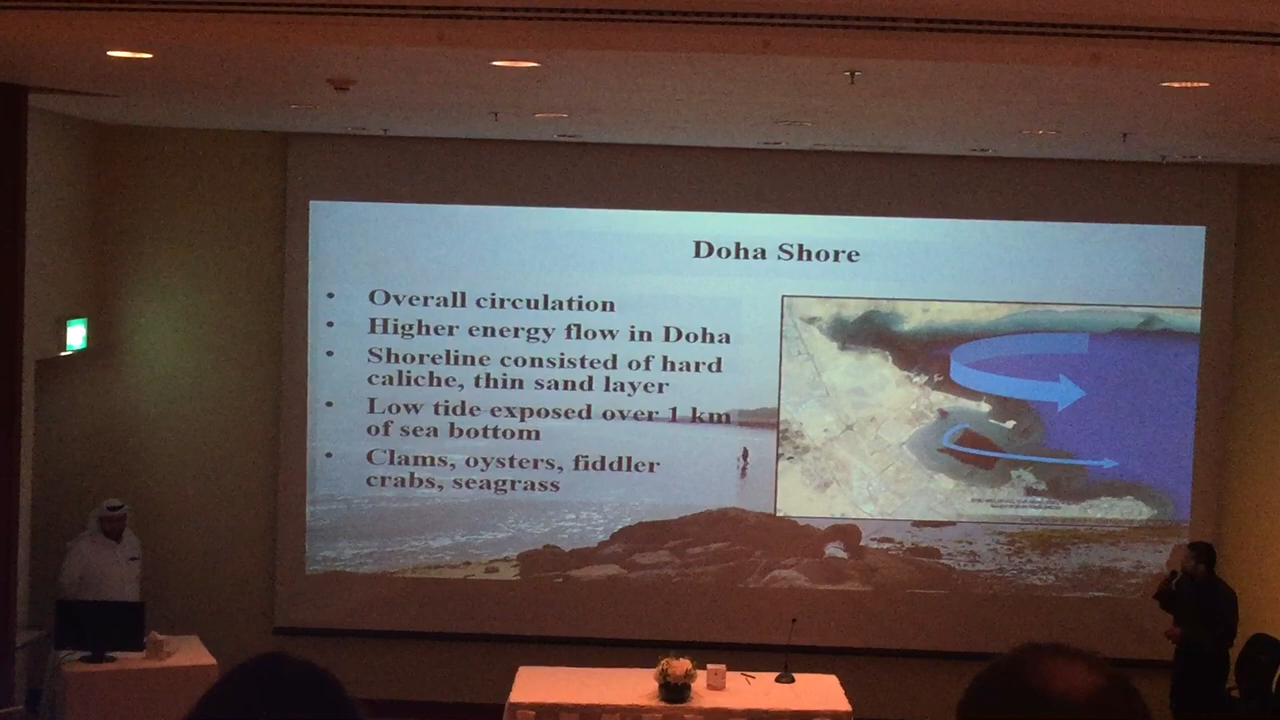 Doha Shore
• Overall circulation
• Higher energy flow in Doha
• Shoreline consisted of hard
caliche, thin sand layer
• Low tide exposed over 1 km
of sea bottom
• Clams, oysters, fiddler
crabs, seagrass